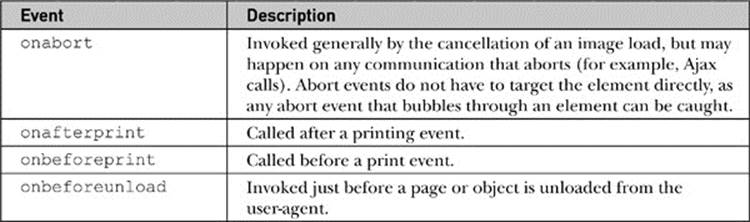 Event Description
onabort Invoked generally by the cancellation of an image load, but may
happen on any communication that aborts (for example, Ajax
calls). Abort events do not have to target the element directly, as
any abort event that bubbles through an element can be caught.
onafterprint Called after a printing event.
onbeforeprint Called before a print event.
onbeforeunload Invoked just before a page or object is unloaded from the
user-agent.